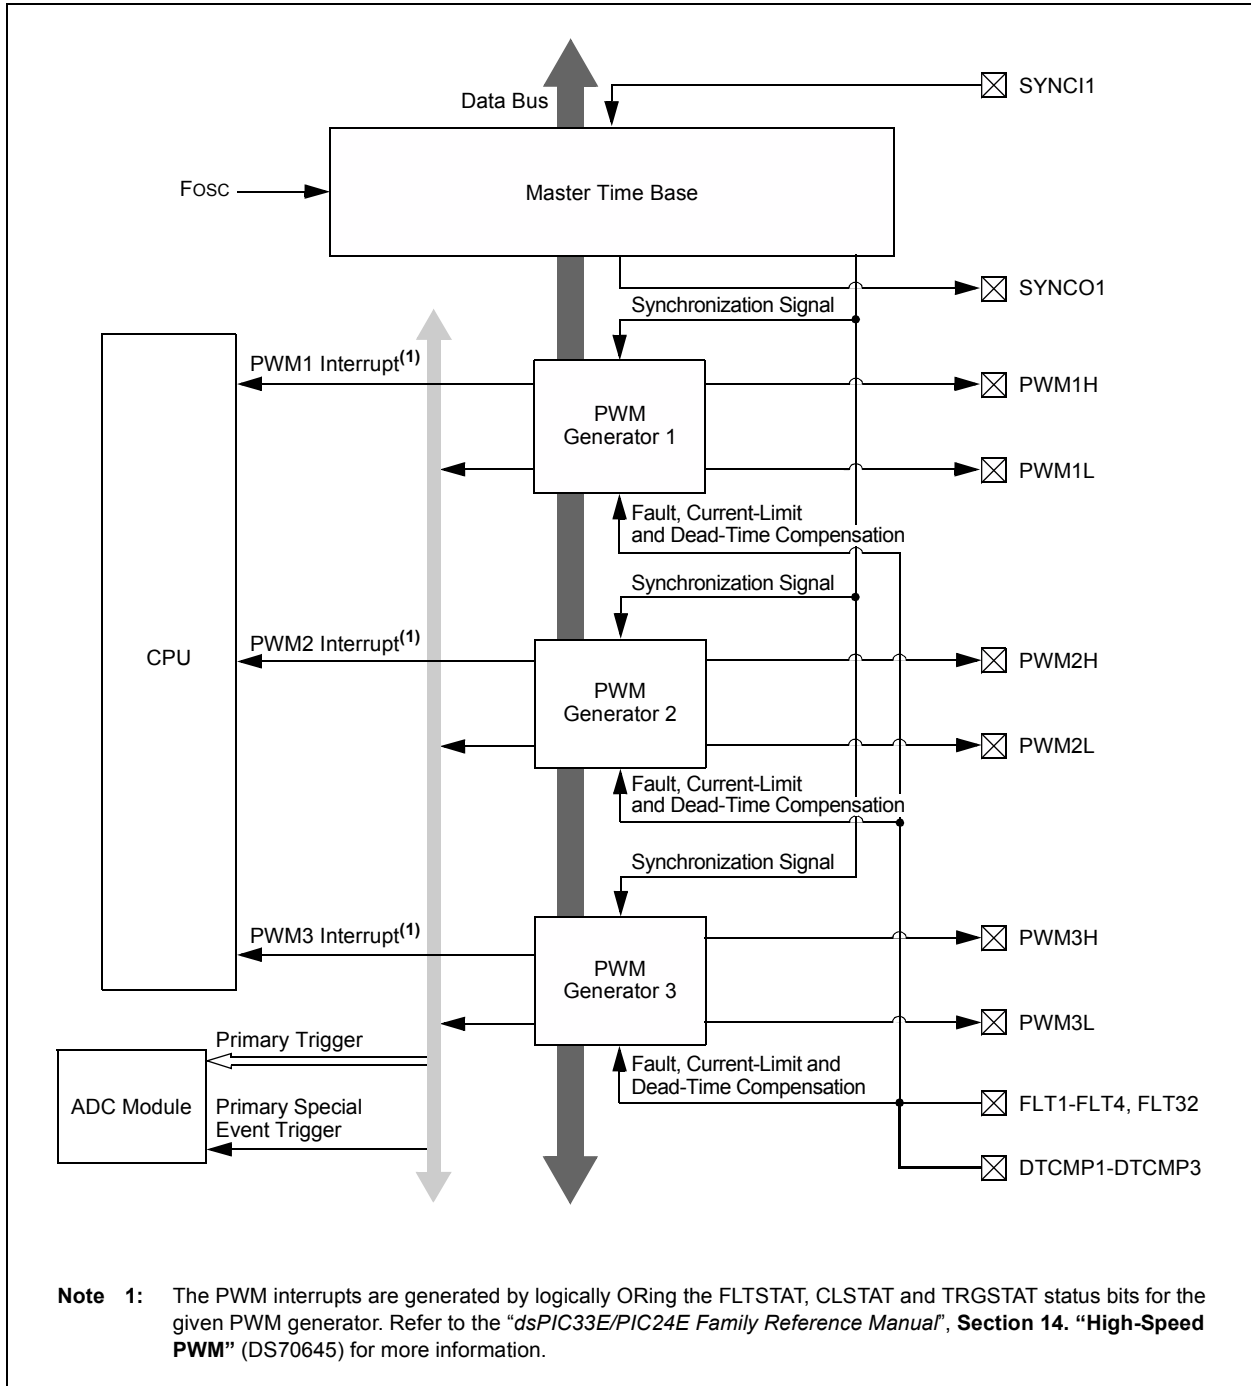 SYNCI1
Data Bus
FOSC
Master Time Base
SYNCO1
Synchronization Signal
PWM1 Interrupt(1)
PWM
Generator 1
PWM1H
PWM1L
Fault, Current-Limit
and Dead-Time Compensation
Synchronization Signal
CPU
PWM2 Interrupt(1)
PWM
Generator 2
PWM2H
PWM2L
Fault, Current-Limit
and Dead-Time Compensation
Synchronization Signal
PWM3 Interrupt(1)
PWM
Generator 3
PWM3H
PWM3L
Primary Trigger
Fault, Current-Limit and
Dead-Time Compensation
ADC Module
Primary Special
Event Trigger
FLT1-FLT4, FLT32
DTCMP1-DTCMP3
Note 1: The PWM interrupts are generated by logically ORing the FLTSTAT, CLSTAT and TRGSTAT status bits for the
given PWM generator. Refer to the “dsPIC33E/PIC24E Family Reference Manual”, Section 14. “High-Speed
PWM” (DS70645) for more information.